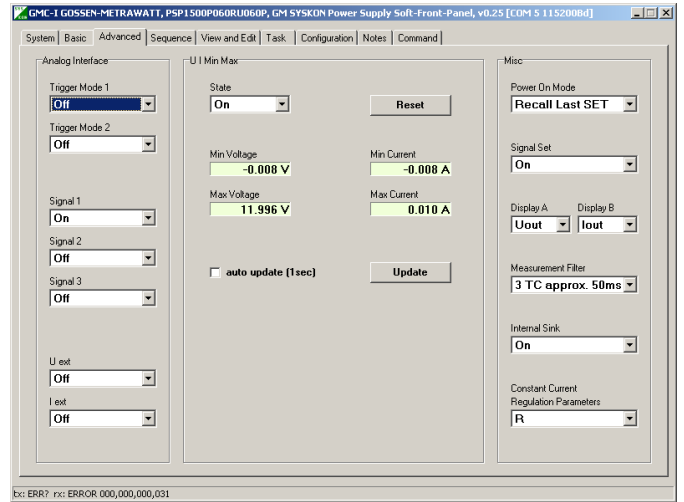 GMC-I GOSSEN-METRAWATT, PSP1500P060RU060P, GM SYSKON Power Supply Soft-Front-Panel, v0.25 [COM 5 115200Bd]
System Basic Advanced Sequence View and Edit Task Configuration Notes Command
Analog Interface
Trigger Mode 1
Off
Trigger Mode 2
Off
Signal 1
On
Signal 2
Off
Signal 3
Off
U ext
Off
I ext
Off
U I Min Max
State
On
Reset
Min Voltage
Min Current
-0.008 V
-0.008 A
Max Voltage
Max Current
11.996 V
0.010 A
auto update (1sec)
Update
Misc
Power On Mode
Recall Last SET
Signal Set
On
Display A
Display B
Uout
Iout
Measurement Filter
3 TC approx. 50ms
Internal Sink
On
Constant Current
Regulation Parameters
R
tx: ERR? rx: ERROR 000,000,000,031